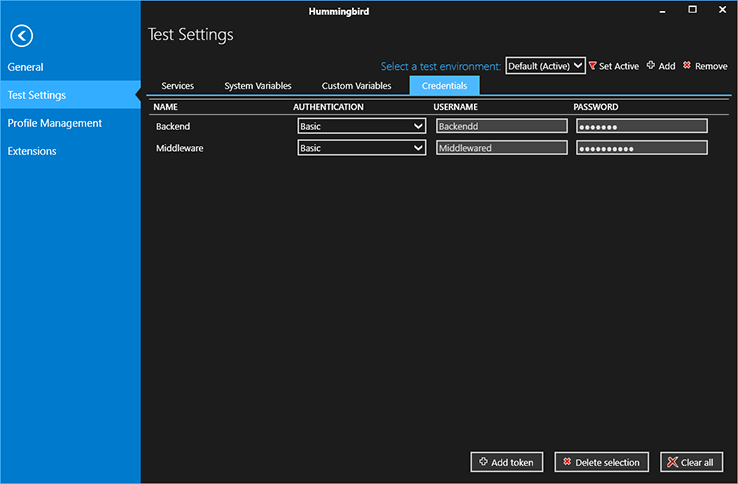 Hummingbird
Test Settings
General
Select a test environment: Default (Active) Set Active Add Remove
Test Settings
Services System Variables Custom Variables Credentials
NAME AUTHENTICATION USERNAME PASSWORD
Profile Management
Backend Basic Backendd ●●●●●●●
Extensions
Middleware Basic Middlewared ●●●●●●●●●●
Add token Delete selection Clear all